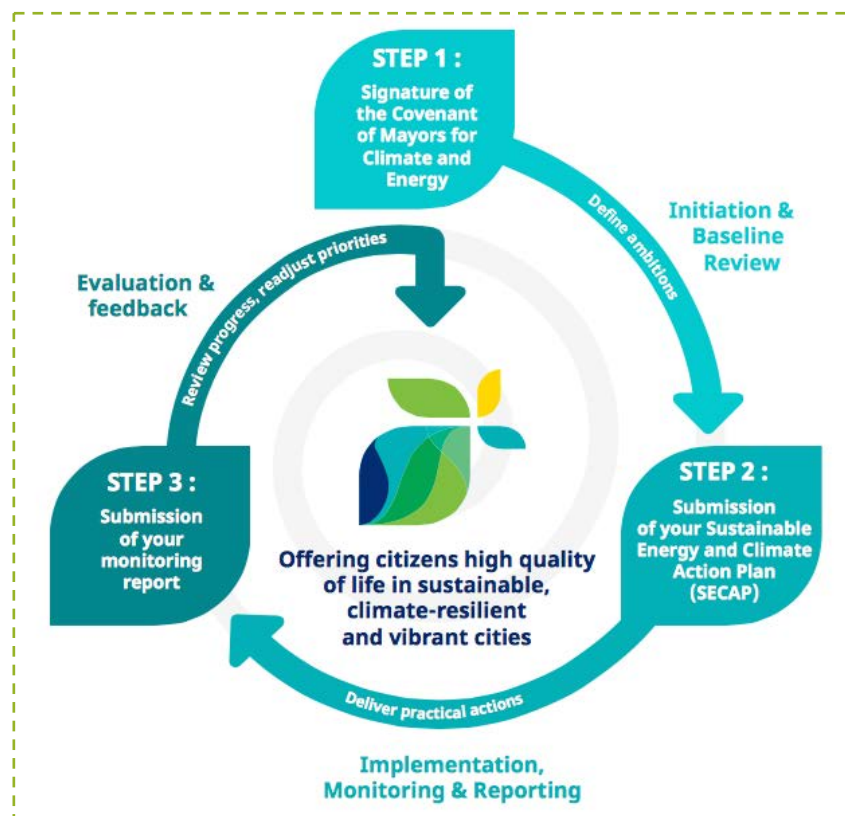 STEP 1 :
Signature of
the Covenant
of Mayors for
Climate and
Energy
Define ambitions
Initiation &
Baseline
Review
STEP 2 :
Submission
of your Sustainable
Energy and Climate
Action Plan
(SECAP)
Deliver practical actions
Implementation,
Monitoring & Reporting
STEP 3 :
Submission
of your
monitoring
report
Review progress, readjust priorities
Evaluation &
feedback
Offering citizens high quality
of life in sustainable,
climate-resilient
and vibrant cities